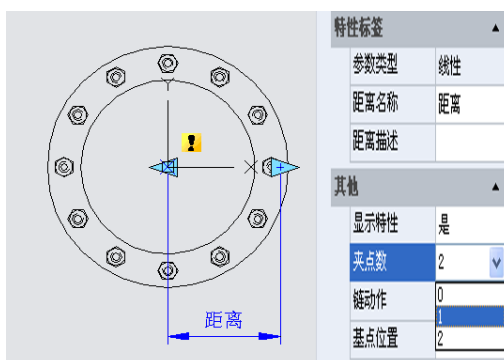 特性标签
参数类型 线性
距离名称 距离
距离描述
其他
显示特性 是
夹点数 2
链动作 0
1
基点位置 2
Y
X
距离